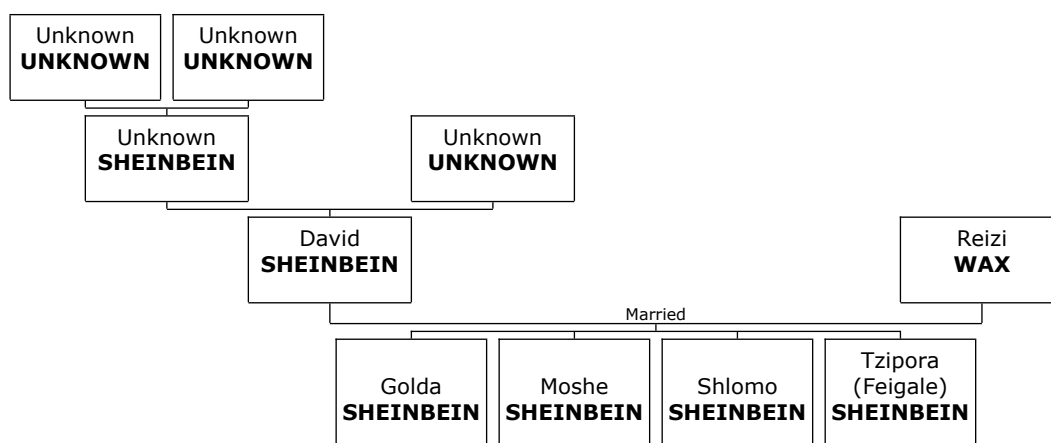 Unknown
UNKNOWN
Unknown
UNKNOWN
Unknown
SHEINBEIN
Unknown
UNKNOWN
David
SHEINBEIN
Reizi
WAX
Married
Golda
SHEINBEIN
Moshe
SHEINBEIN
Shlomo
SHEINBEIN
Tzipora
(Feigale)
SHEINBEIN